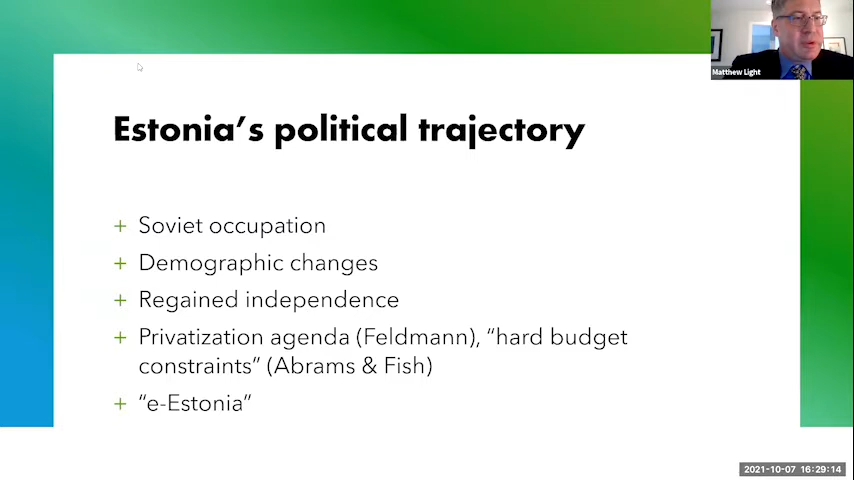 Matthew Light
Estonia's political trajectory
+ Soviet occupation
+ Demographic changes
+ Regained independence
+ Privatization agenda (Feldmann), “hard budget
constraints” (Abrams & Fish)
+ “e-Estonia”
2021-10-07 16:29:14